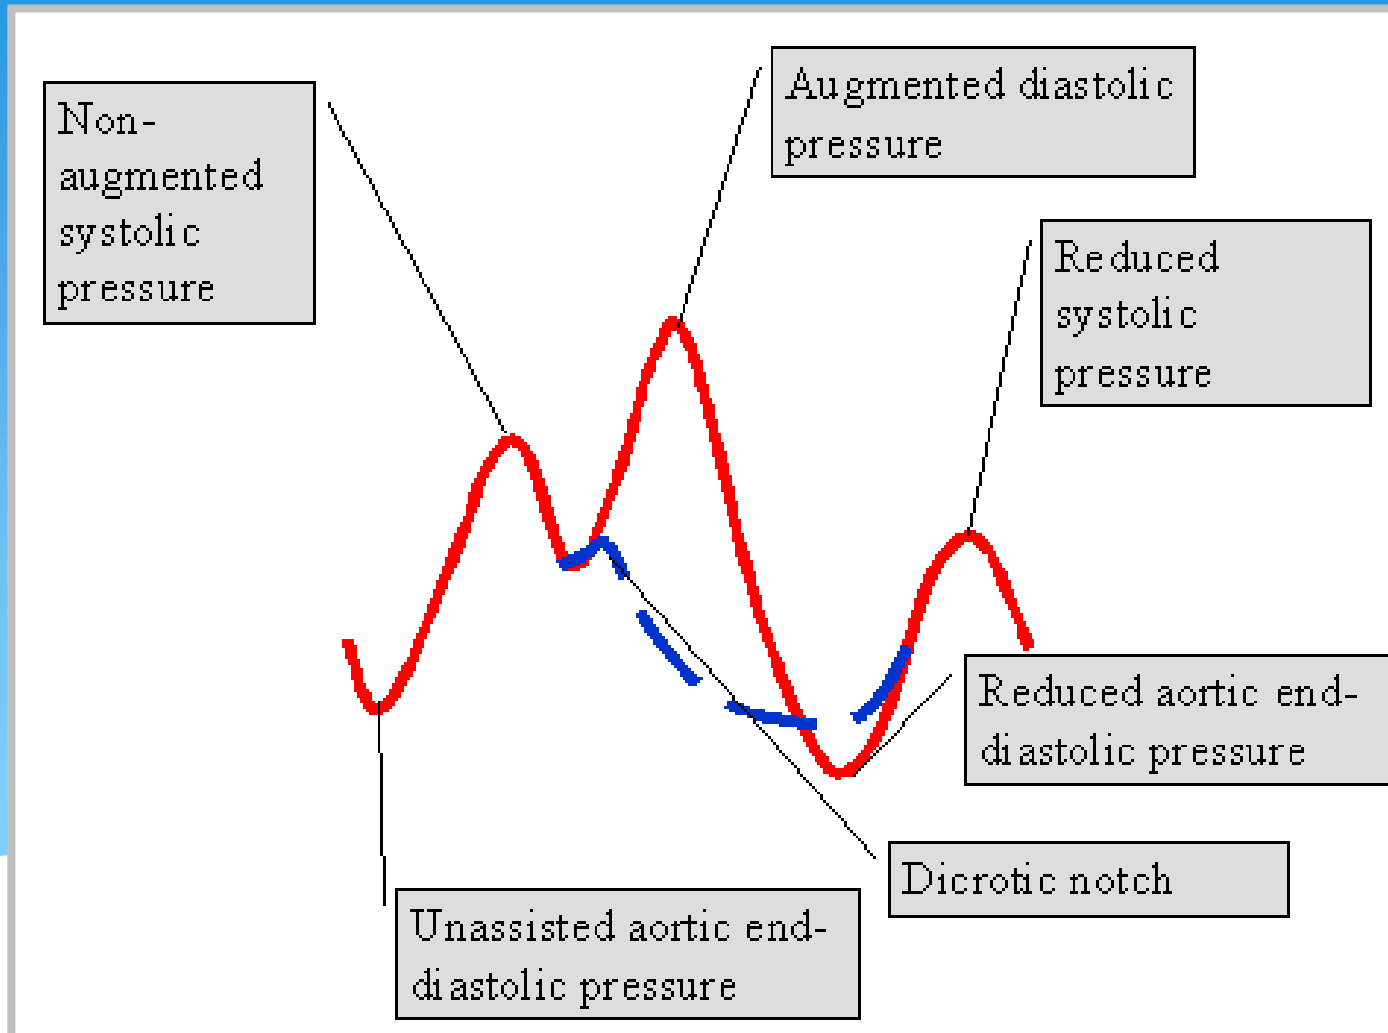 Non-
augmented
systolic
pressure
Augmented diastolic
pressure
Reduced
systolic
pressure
Reduced aortic end-
diastolic pressure
Dicrotic notch
Unassisted aortic end-
diastolic pressure